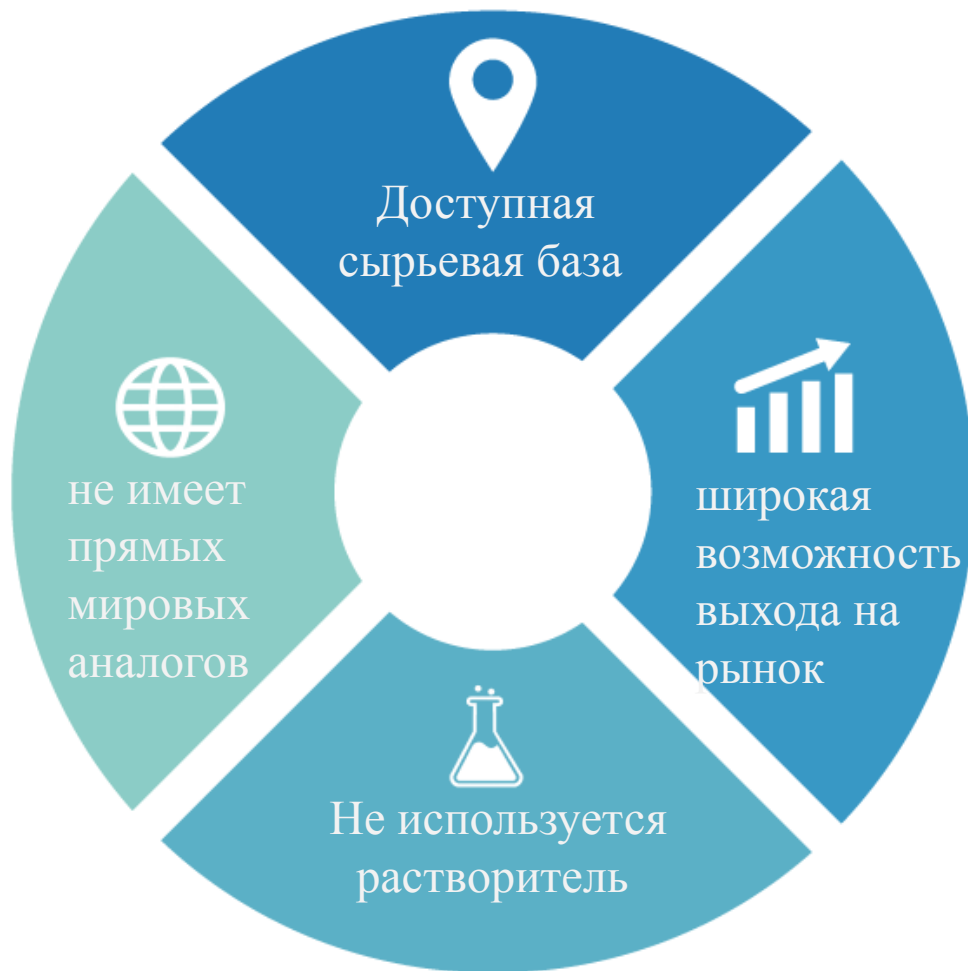 Доступная
сырьевая база
не имеет
прямых
мировых
аналогов
широкая
возможность
выхода на
рынок
Не используется
растворитель